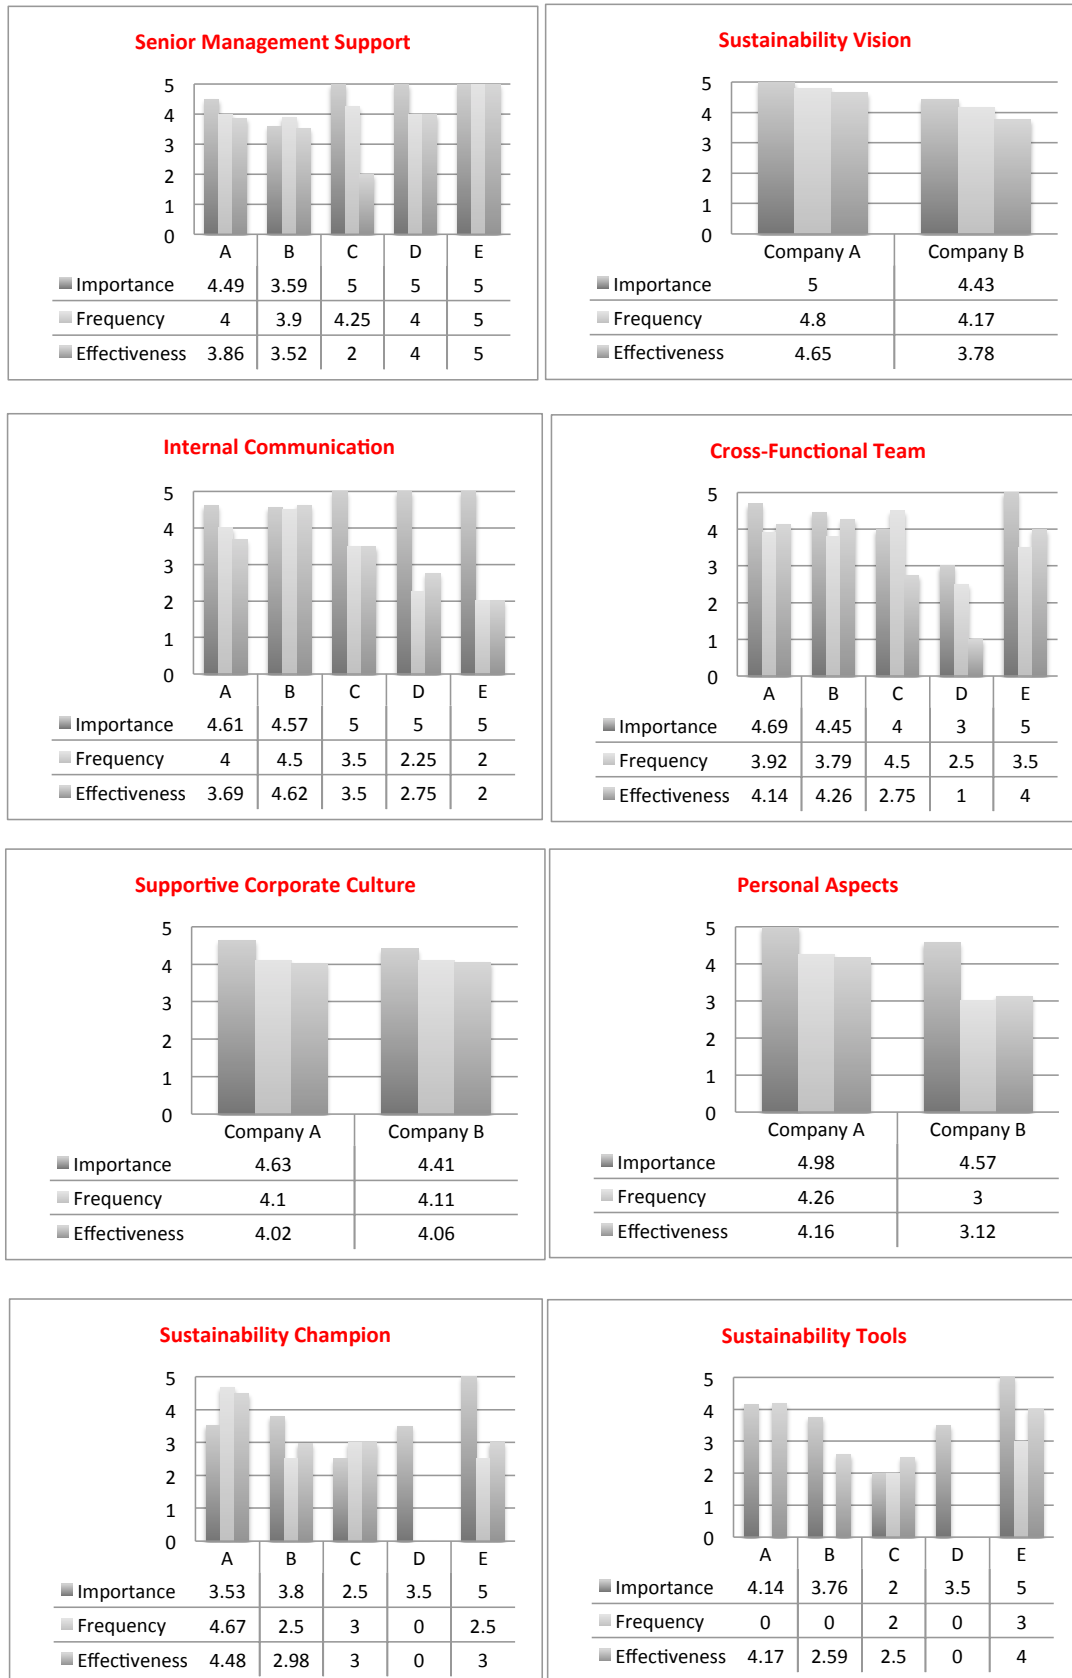 Senior Management Support
5
4
3
2
1
0
A B C D E
Importance 4.49 3.59 5 5 5
Frequency 4 3.9 4.25 4 5
Effectiveness 3.86 3.52 2 4 5
Sustainability Vision
5
4
3
2
1
0
Company A Company B
Importance 5 4.43
Frequency 4.8 4.17
Effectiveness 4.65 3.78
Internal Communication
5
4
3
2
1
0
A B C D E
Importance 4.61 4.57 5 5 5
Frequency 4 4.5 3.5 2.25 2
Effectiveness 3.69 4.62 3.5 2.75 2
Cross-Functional Team
5
4
3
2
1
0
A B C D E
Importance 4.69 4.45 4 3 5
Frequency 3.92 3.79 4.5 2.5 3.5
Effectiveness 4.14 4.26 2.75 1 4
Supportive Corporate Culture
5
4
3
2
1
0
Company A Company B
Importance 4.63 4.41
Frequency 4.1 4.11
Effectiveness 4.02 4.06
Personal Aspects
5
4
3
2
1
0
Company A Company B
Importance 4.98 4.57
Frequency 4.26 3
Effectiveness 4.16 3.12
Sustainability Champion
5
4
3
2
1
0
A B C D E
Importance 3.53 3.8 2.5 3.5 5
Frequency 4.67 2.5 3 0 2.5
Effectiveness 4.48 2.98 3 0 3
Sustainability Tools
5
4
3
2
1
0
A B C D E
Importance 4.14 3.76 2 3.5 5
Frequency 0 0 2 0 3
Effectiveness 4.17 2.59 2.5 0 4